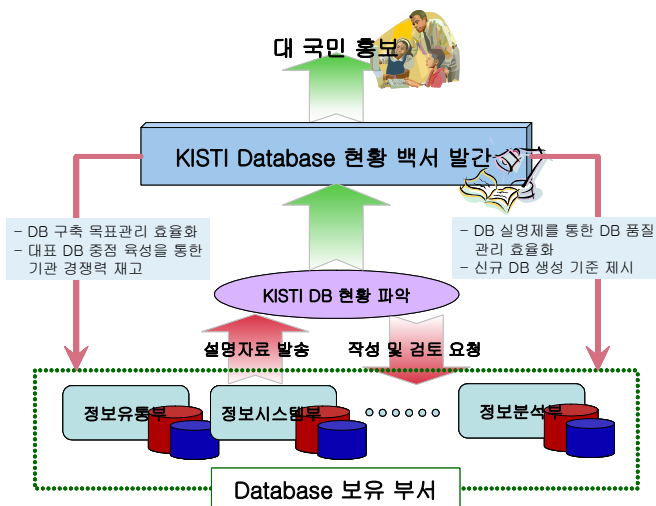 대 국민 홍보
KISTI Database 현황 백서 발간
- DB 구축 목표관리 효율화
- 대표 DB 중점 육성을 통한
기관 경쟁력 재고
- DB 실명제를 통한 DB 품질
관리 효율화
- 신규 DB 생성 기준 제시
KISTI DB 현황 파악
설명자료 발송
작성 및 검토 요청
정보유통부
정보시스템부
정보분석부
Database 보유 부서